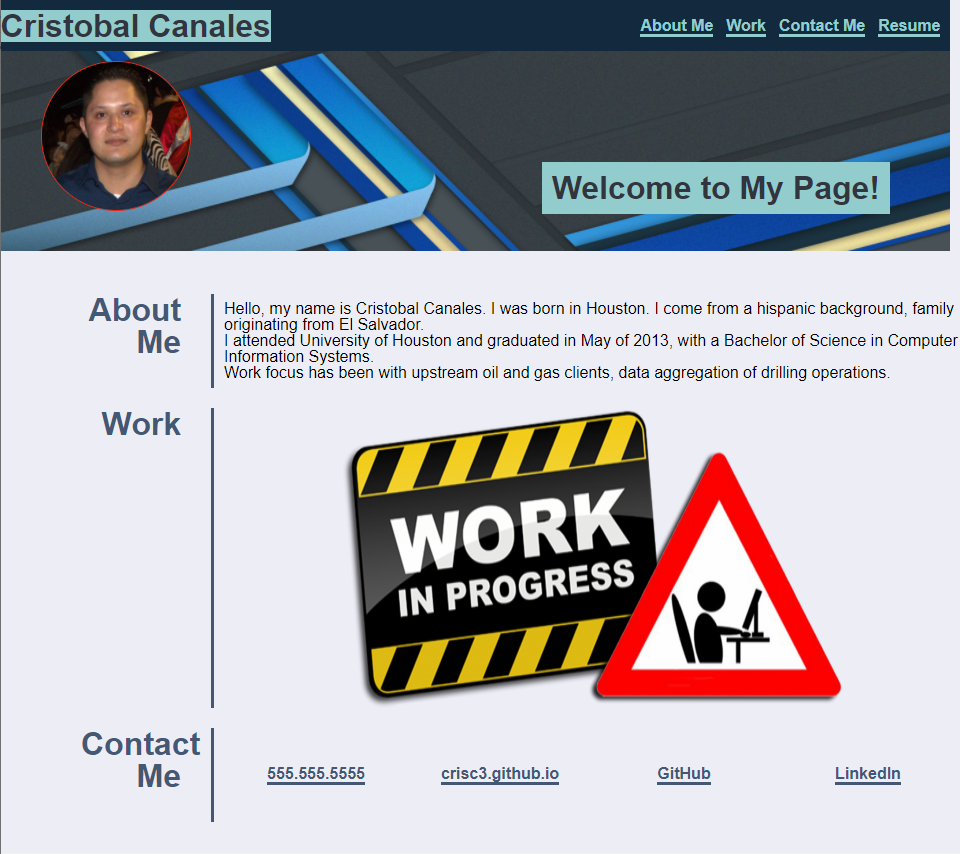 Cristobal Canales
About Me Work Contact Me Resume
Welcome to My Page!
About
Me
Hello, my name is Cristobal Canales. I was born in Houston. I come from a hispanic background, family
originating from El Salvador.
I attended University of Houston and graduated in May of 2013, with a Bachelor of Science in Computer
Information Systems.
Work focus has been with upstream oil and gas clients, data aggregation of drilling operations.
Work
WORK
IN PROGRESS
Contact
Me
555.555.5555 crisc3.github.io GitHub LinkedIn